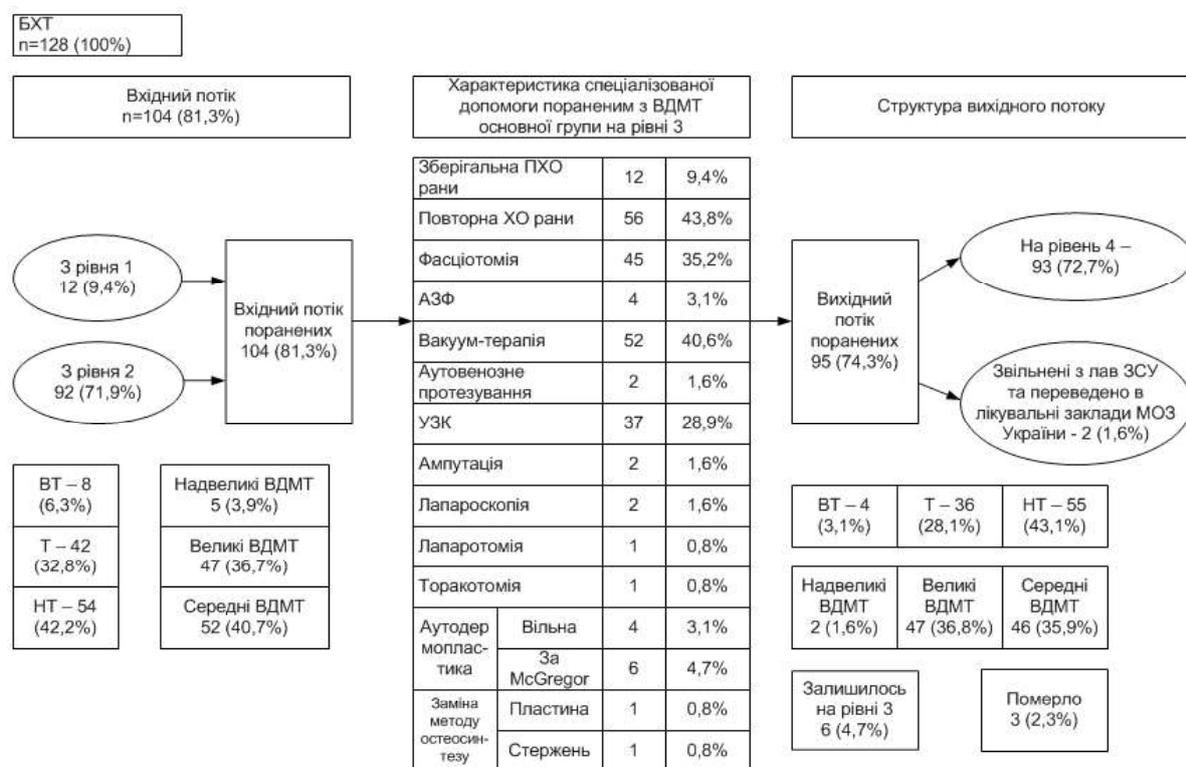 БХТ
n=128 (100%)
Вхідний потік
n=104 (81,3%)
Характеристика спеціалізованої
допомоги пораненим з ВДМТ
основної групи на рівні 3
Структура вихідного потоку
З рівня 1
12 (9,4%)
З рівня 2
92 (71,9%)
Вхідний потік
поранених
104 (81,3%)
ВТ – 8
(6,3%)
Т – 42
(32,8%)
НТ – 54
(42,2%)
Надвеликі ВДМТ
5 (3,9%)
Великі ВДМТ
47 (36,7%)
Середні ВДМТ
52 (40,7%)
Зберігальна ПХО
рани
12
9,4%
Повторна ХО рани
56
43,8%
Фасціотомія
45
35,2%
АЗФ
4
3,1%
Вакуум-терапія
52
40,6%
Аутовенозне
протезування
2
1,6%
УЗК
37
28,9%
Ампутація
2
1,6%
Лапароскопія
2
1,6%
Лапаротомія
1
0,8%
Торакотомія
1
0,8%
Аутодер
моплас-
тика
Вільна
4
3,1%
За
McGregor
6
4,7%
Заміна
методу
остеосин-
тезу
Пластина
1
0,8%
Стержень
1
0,8%
Вихідний
потік
поранених
95 (74,3%)
На рівень 4 –
93 (72,7%)
Звільнені з лав ЗСУ
та переведено в
лікувальні заклади МОЗ
України - 2 (1,6%)
ВТ – 4
(3,1%)
Т – 36
(28,1%)
НТ – 55
(43,1%)
Надвеликі
ВДМТ
2 (1,6%)
Великі
ВДМТ
47 (36,8%)
Середні
ВДМТ
46 (35,9%)
Залишилось
на рівні 3
6 (4,7%)
Померло
3 (2,3%)